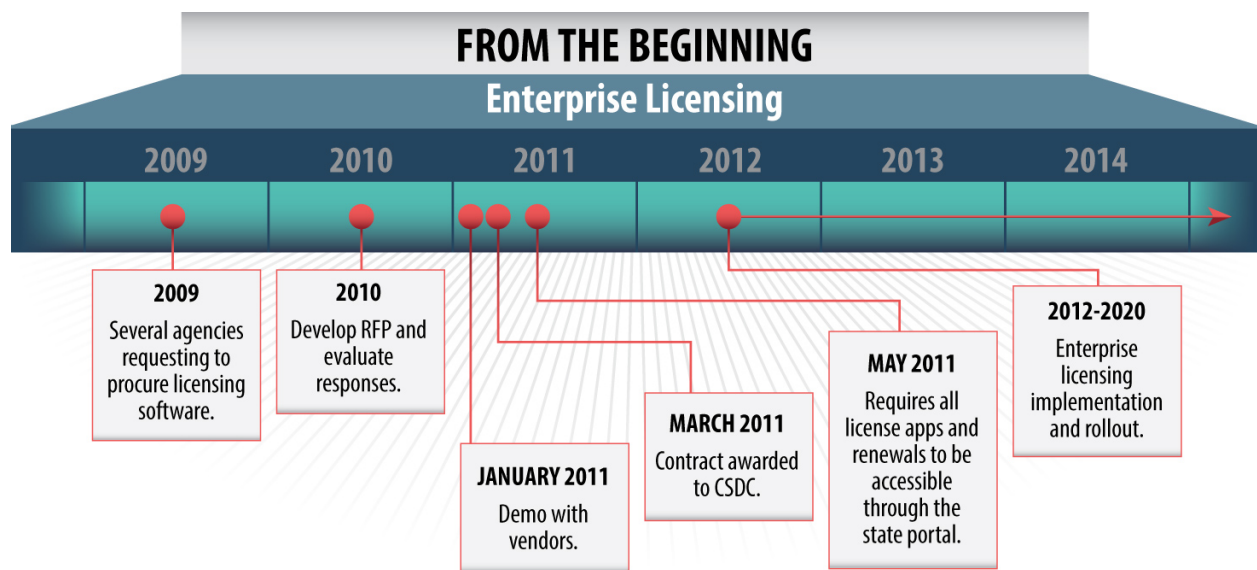 FROM THE BEGINNING
Enterprise Licensing
2009
2010
2011
2012
2013
2014
2009
Several agencies
requesting to
procure licensing
software.
2010
Develop RFP and
evaluate
responses.
JANUARY 2011
Demo with
vendors.
MARCH 2011
Contract awarded
to CSDC.
MAY 2011
Requires all
license apps and
renewals to be
accessible
through the
state portal.
2012-2020
Enterprise
licensing
implementation
and rollout.